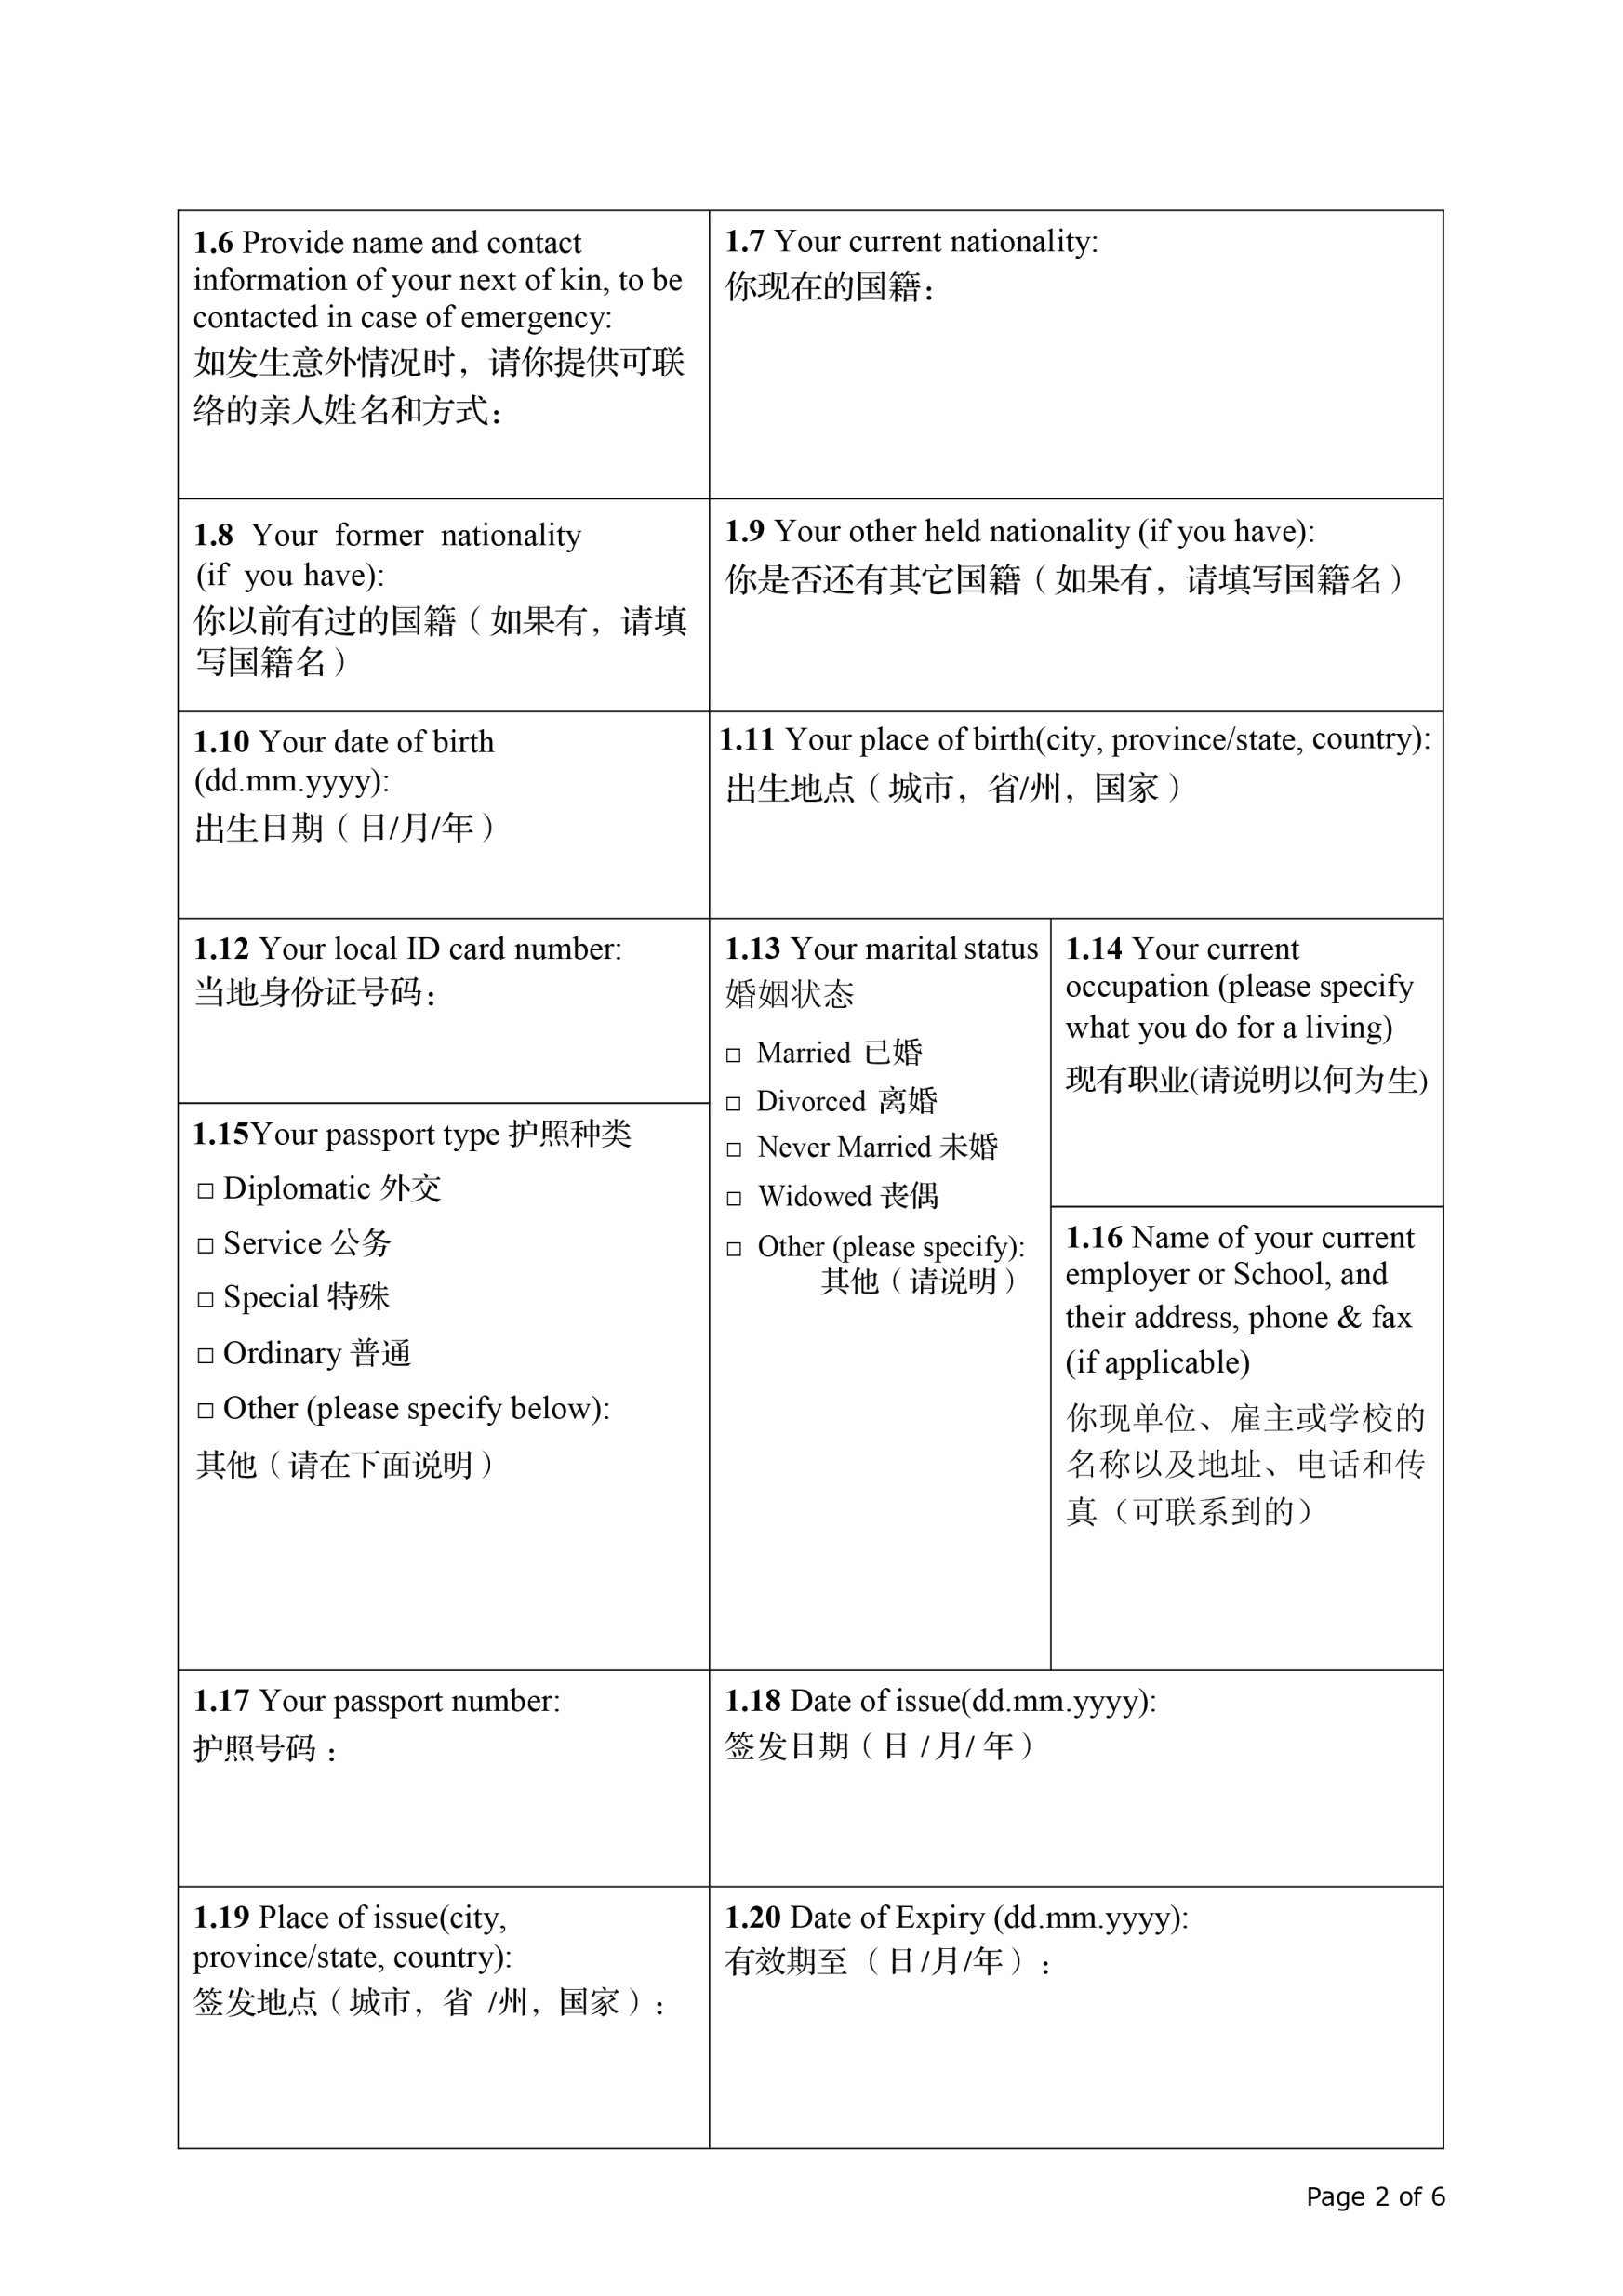 1.6 Provide name and contact
information of your next of kin, to be
contacted in case of emergency:
如发生意外情况时，请你提供可联
络的亲人姓名和方式：
1.7 Your current nationality:
你现在的国籍：
1.8 Your former nationality
(if you have):
你以前有过的国籍（如果有，请填
写国籍名）
1.9 Your other held nationality (if you have):
你是否还有其它国籍（如果有，请填写国籍名）
1.10 Your date of birth
(dd.mm.yyyy):
出生日期（日/月/年）
1.11 Your place of birth(city, province/state, country):
出生地点（城市，省/州，国家）
1.12 Your local ID card number:
当地身份证号码：
1.13 Your marital status
婚姻状态
□ Married 已婚
□ Divorced 离婚
□ Never Married 未婚
□ Widowed 丧偶
□ Other (please specify):
其他（请说明）
1.14 Your current
occupation (please specify
what you do for a living)
现有职业(请说明以何为生)
1.15Your passport type 护照种类
□ Diplomatic 外交
□ Service 公务
□ Special 特殊
□ Ordinary 普通
□ Other (please specify below):
其他（请在下面说明）
1.16 Name of your current
employer or School, and
their address, phone & fax
(if applicable)
你现单位、雇主或学校的
名称以及地址、电话和传
真（可联系到的）
1.17 Your passport number:
护照号码：
1.18 Date of issue(dd.mm.yyyy):
签发日期（日 /月/ 年）
1.19 Place of issue(city,
province/state, country):
签发地点（城市，省 /州，国家）：
1.20 Date of Expiry (dd.mm.yyyy):
有效期至 （日/月/年）：
Page 2 of 6